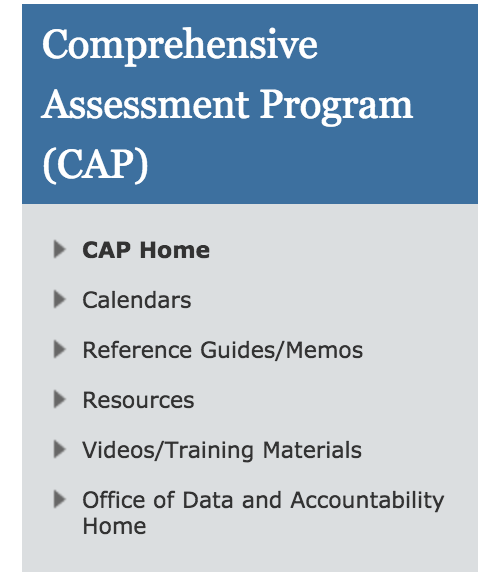 Comprehensive
Assessment Program
(CAP)
CAP Home
Calendars
Reference Guides/Memos
Resources
Videos/Training Materials
Office of Data and Accountability
Home